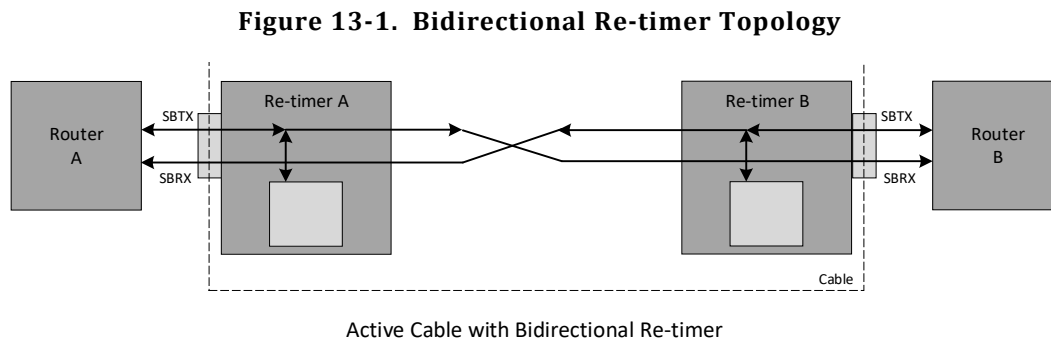 Figure 13-1. Bidirectional Re-timer Topology
Router
A
SBTX
SBRX
Re-timer A
Re-timer B
SBTX
SBRX
Router
B
Cable
Active Cable with Bidirectional Re-timer